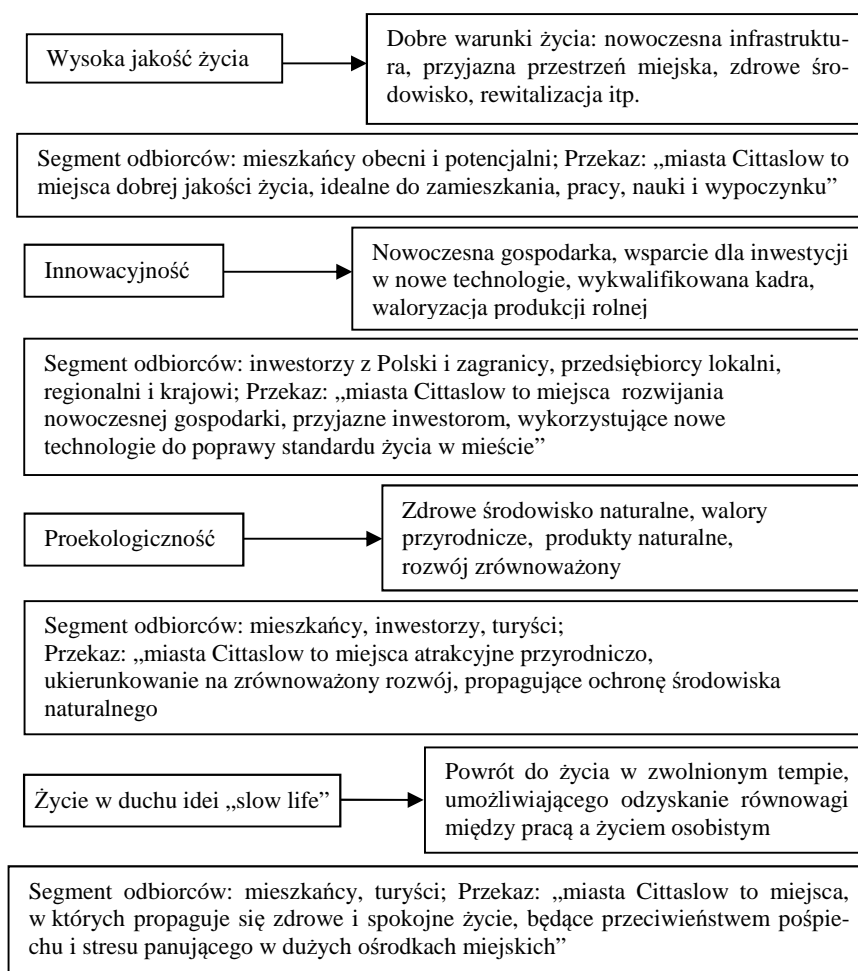 Wysoka jakość życia
Dobre warunki życia: nowoczesna infrastruktu-
ra, przyjazna przestrzeń miejska, zdrowe śro-
dowisko, rewitalizacja itp.
Segment odbiorców: mieszkańcy obecni i potencjalni; Przekaz: „miasta Cittaslow to
miejsca dobrej jakości życia, idealne do zamieszkania, pracy, nauki i wypoczynku”
Innowacyjność
Nowoczesna gospodarka, wsparcie dla inwestycji
w nowe technologie, wykwalifikowana kadra,
waloryzacja produkcji rolnej
Segment odbiorców: inwestorzy z Polski i zagranicy, przedsiębiorcy lokalni,
regionalni i krajowi; Przekaz: „miasta Cittaslow to miejsca rozwijania
nowoczesnej gospodarki, przyjazne inwestorom, wykorzystujące nowe
technologie do poprawy standardu życia w mieście”
Proekologiczność
Zdrowe środowisko naturalne, walory
przyrodnicze, produkty naturalne,
rozwój zrównoważony
Segment odbiorców: mieszkańcy, inwestorzy, turyści;
Przekaz: „miasta Cittaslow to miejsca atrakcyjne przyrodniczo,
ukierunkowanie na zrównoważony rozwój, propagujące ochronę środowiska
naturalnego
Życie w duchu idei „slow life”
Powrót do życia w zwolnionym tempie,
umożliwiającego odzyskanie równowagi
między pracą a życiem osobistym
Segment odbiorców: mieszkańcy, turyści; Przekaz: „miasta Cittaslow to miejsca,
w których propaguje się zdrowe i spokojne życie, będące przeciwieństwem pośpie-
chu i stresu panującego w dużych ośrodkach miejskich”